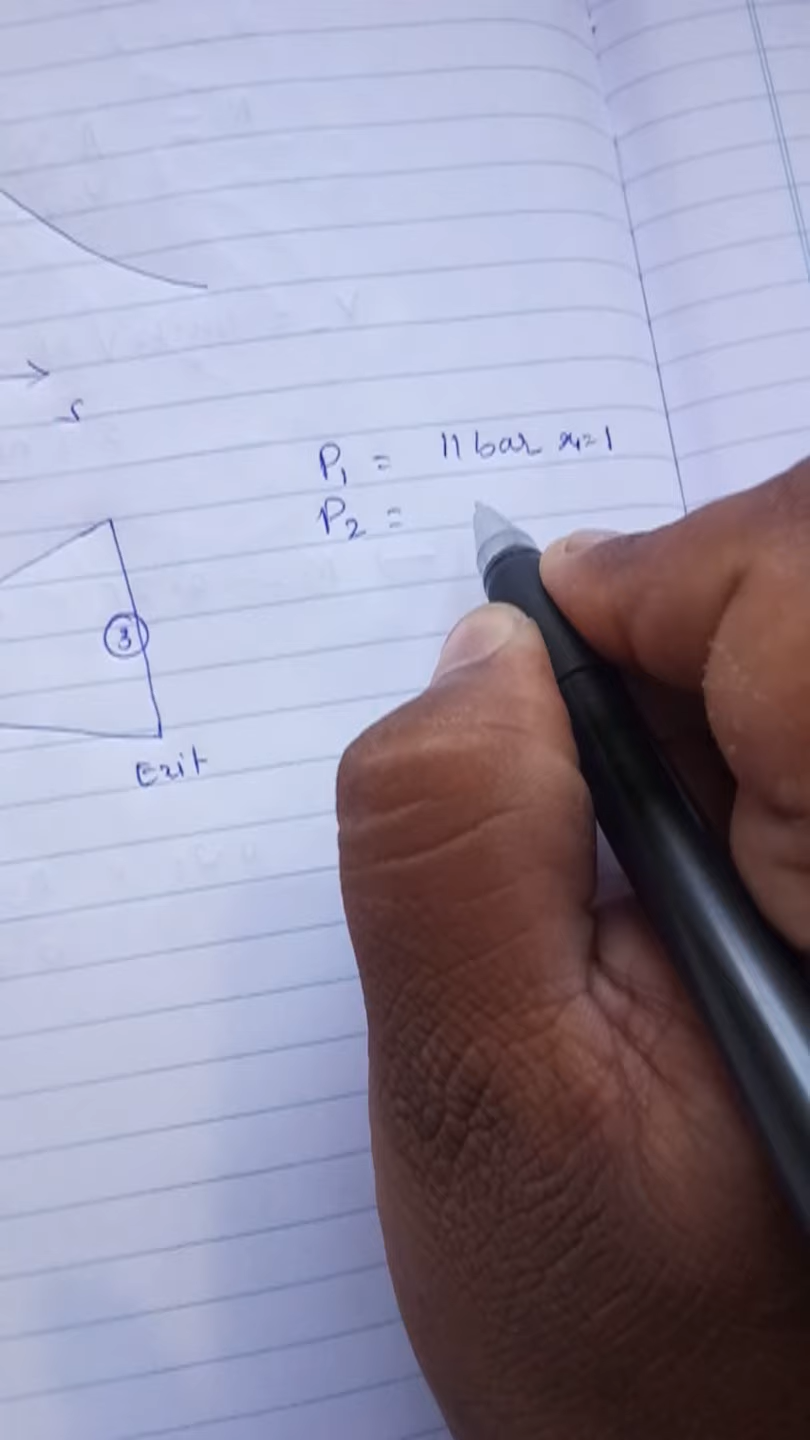 s
P₁ = 11 bar x₁=1
P₂ =
3
Exit